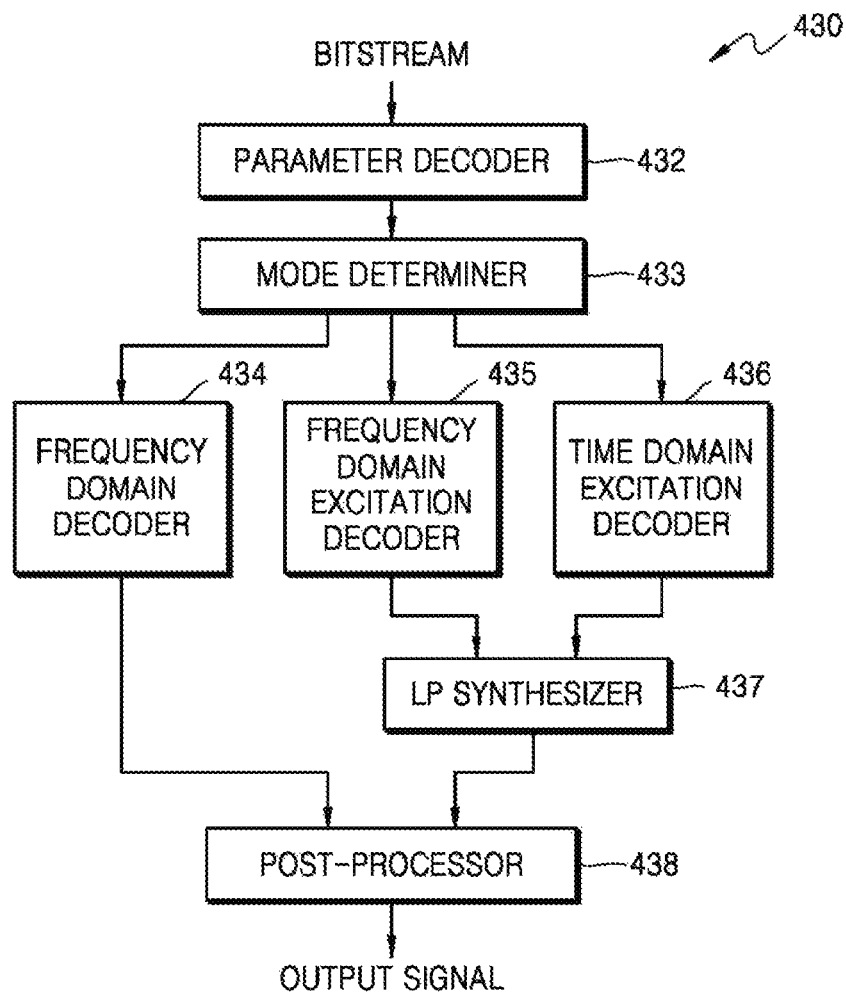 430
BITSTREAM
PARAMETER DECODER
432
MODE DETERMINER
433
434
435
436
FREQUENCY
DOMAIN
DECODER
FREQUENCY
DOMAIN
EXCITATION
DECODER
TIME DOMAIN
EXCITATION
DECODER
LP SYNTHESIZER
437
POST-PROCESSOR
438
OUTPUT SIGNAL